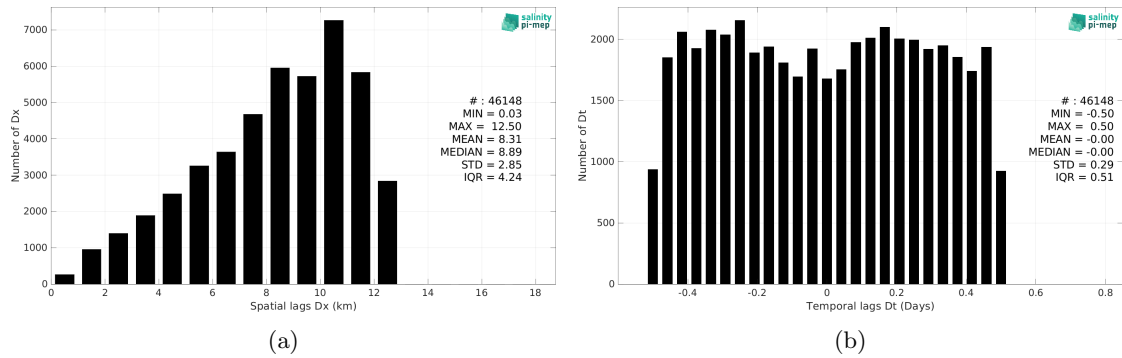 7000
6000
5000
4000
3000
2000
1000
0
Number of Dx
0 2 4 6 8 10 12 14 16 18
Spatial lags Dx (km)
salinity
pi-mep
# : 46148
MIN = 0.03
MAX = 12.50
MEAN = 8.31
MEDIAN = 8.89
STD = 2.85
IQR = 4.24
(a)
2000
1500
1000
500
0
Number of Dt
-0.4 -0.2 0 0.2 0.4 0.6 0.8
Temporal lags Dt (Days)
salinity
pi-mep
# : 46148
MIN = -0.50
MAX = 0.50
MEAN = -0.00
MEDIAN = -0.00
STD = 0.29
IQR = 0.51
(b)